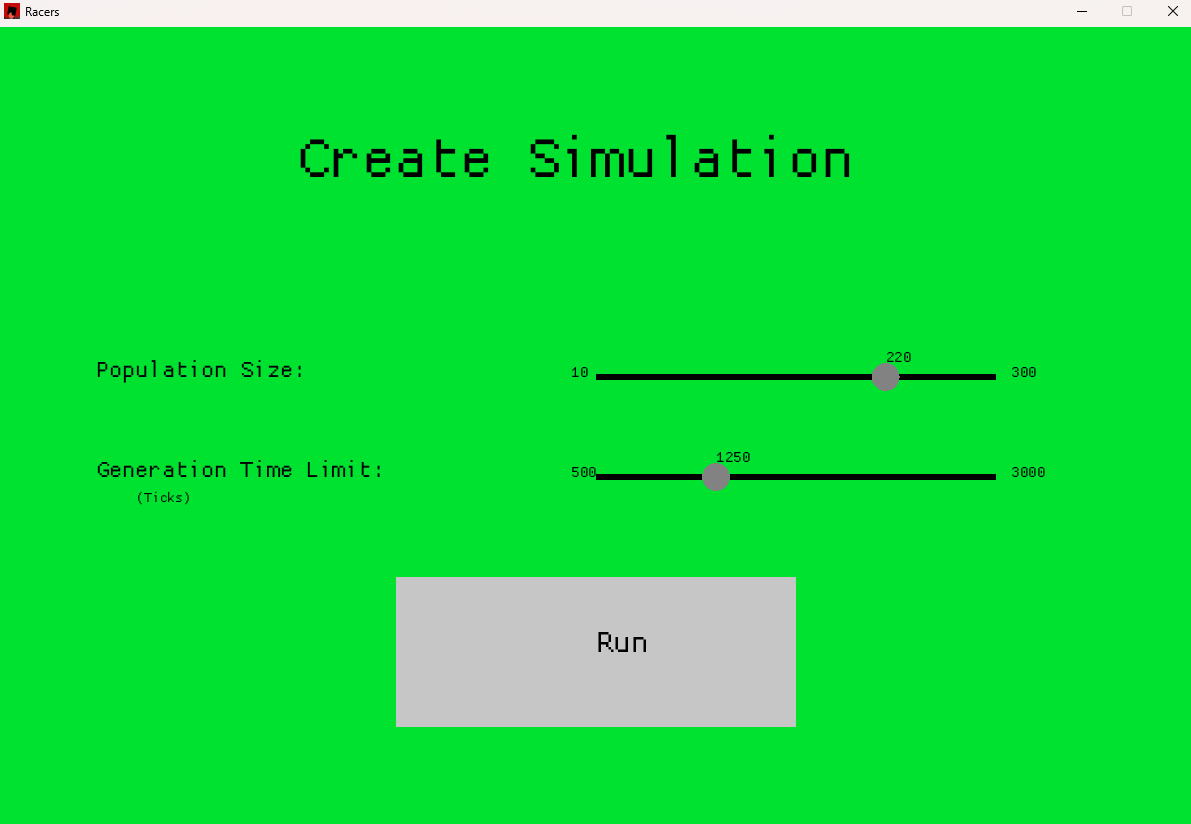 Racers
Create Simulation
220
Population Size: 10 300
1250
Generation Time Limit: 500 3000
(Ticks)
Run